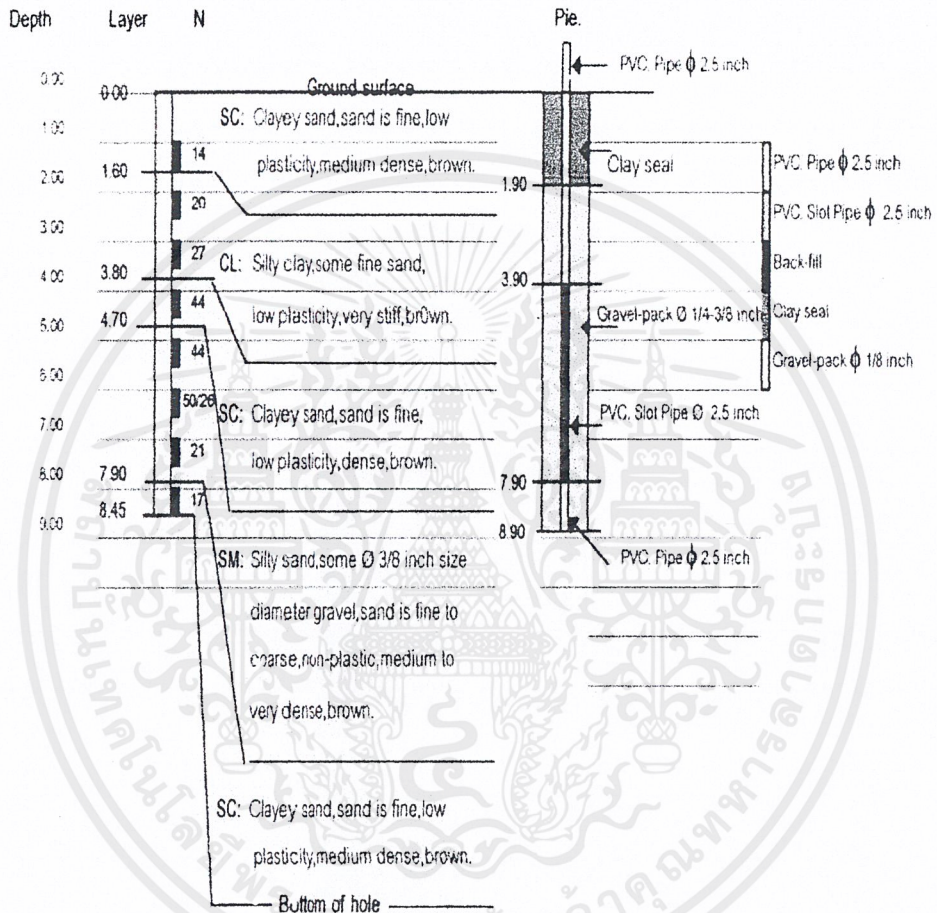 Depth Layer N Pie.
PVC. Pipe ϕ 2.5 inch
0.00 0.00 Ground surface
SC: Clayey sand,sand is fine,low
1.00
14 plasticity,medium dense,brown. Clay seal PVC. Pipe ϕ 2.5 inch
1.60
2.00 1.90
20 PVC. Slot Pipe ϕ 2.5 inch
3.00
27 CL: Silty clay,some fine sand, Back-fill
4.00 3.80 3.90
44 low plasticity,very stiff,brown. Gravel-pack Ø 1/4-3/8 inch Clay seal
5.00 4.70
44 Gravel-pack ϕ 1/8 inch
6.00
50/26 SC: Clayey sand,sand is fine, PVC. Slot Pipe Ø 2.5 inch
7.00
21 low plasticity,dense,brown.
8.00 7.90 7.90
17
9.00 8.45 8.90
SM: Silty sand,some Ø 3/8 inch size PVC. Pipe ϕ 2.5 inch
diameter gravel,sand is fine to
coarse,non-plastic,medium to
very dense,brown.
SC: Clayey sand,sand is fine,low
plasticity,medium dense,brown.
Bottom of hole